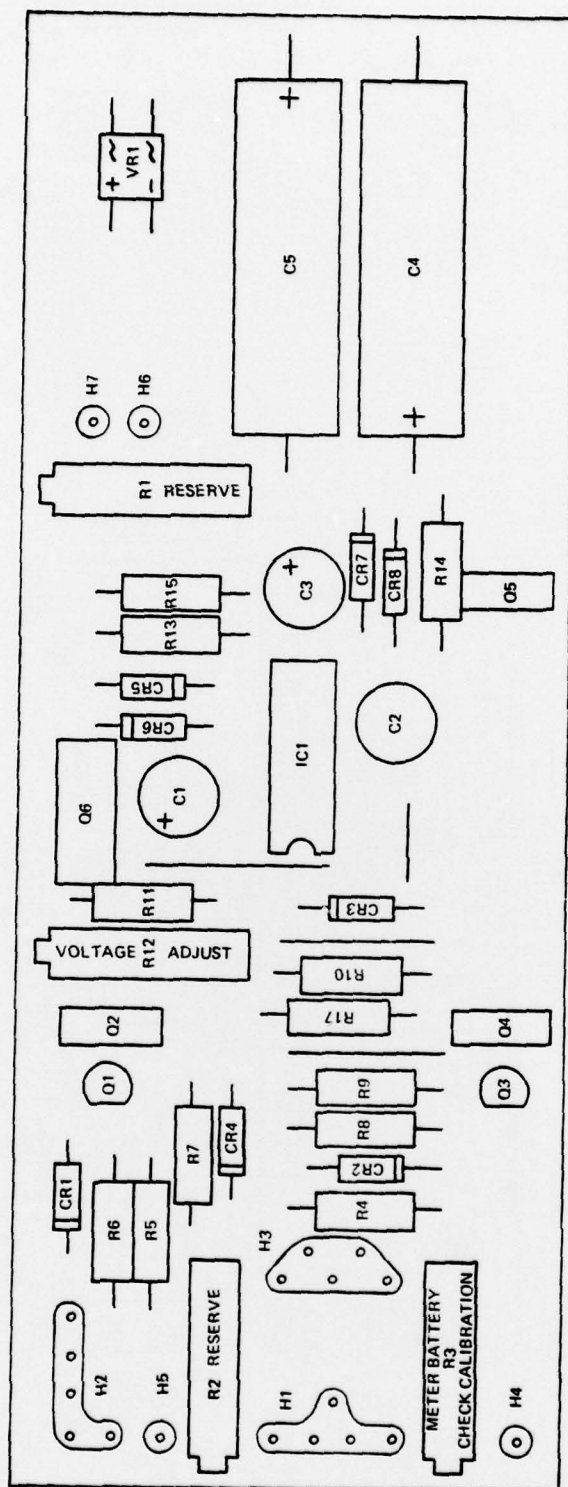 + ~
VR1
- ~
+
C5
C4
+
H7
H6
R1 RESERVE
R15
R13
+
C3
CR7
CR8
R14
Q5
CR5
CR6
Q6
C1
+
IC1
C2
R11
VOLTAGE ADJUST
R12
CR3
R10
R17
Q2
Q1
Q4
Q3
R9
R8
CR2
R4
R7
CR4
CR1
R6
R5
H3
H2
H5
R2 RESERVE
H1
METER BATTERY
R3
CHECK CALIBRATION
H4